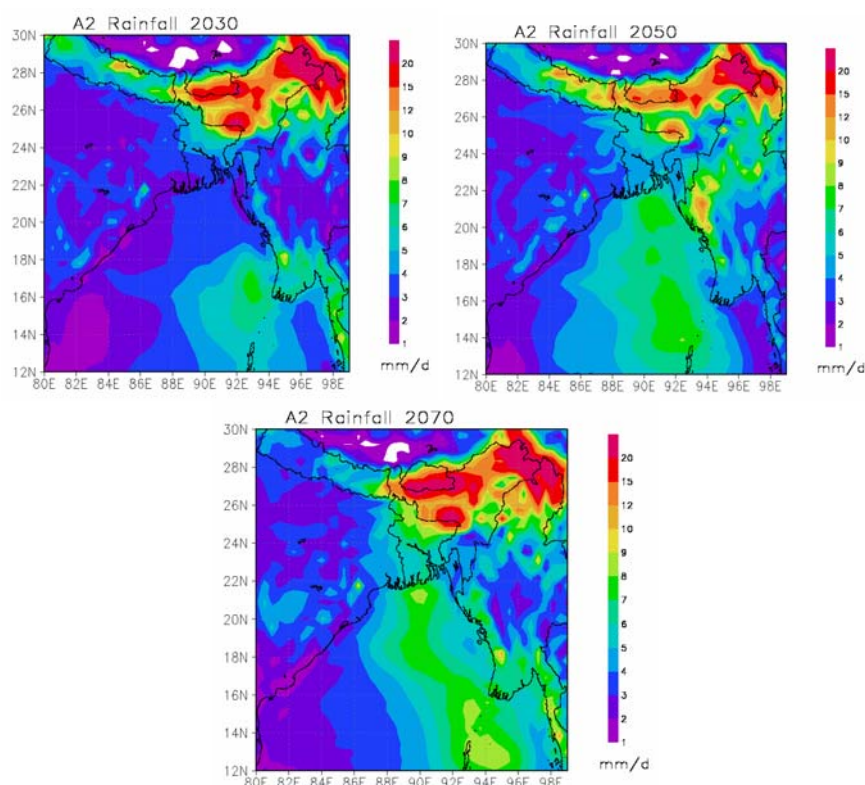 A2 Rainfall 2030
30N
28N
26N
24N
22N
20N
18N
16N
14N
12N
80E 82E 84E 86E 88E 90E 92E 94E 96E 98E
20
15
12
10
9
8
7
6
5
4
3
2
1
mm/d
A2 Rainfall 2050
30N
28N
26N
24N
22N
20N
18N
16N
14N
12N
80E 82E 84E 86E 88E 90E 92E 94E 96E 98E
20
15
12
10
9
8
7
6
5
4
3
2
1
mm/d
A2 Rainfall 2070
30N
28N
26N
24N
22N
20N
18N
16N
14N
12N
80E 82E 84E 86E 88E 90E 92E 94E 96E 98E
20
15
12
10
9
8
7
6
5
4
3
2
1
mm/d